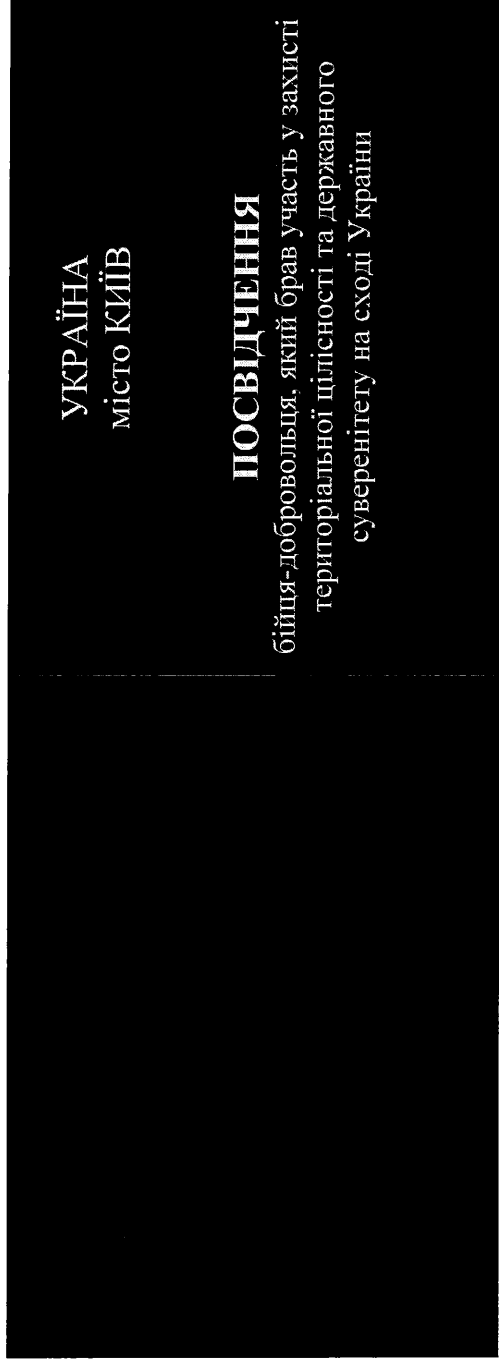 УКРАЇНА
місто КИЇВ
ПОСВІДЧЕННЯ
бійця-добровольця, який брав участь у захисті
територіальної цілісності та державного
суверенітету на сході України